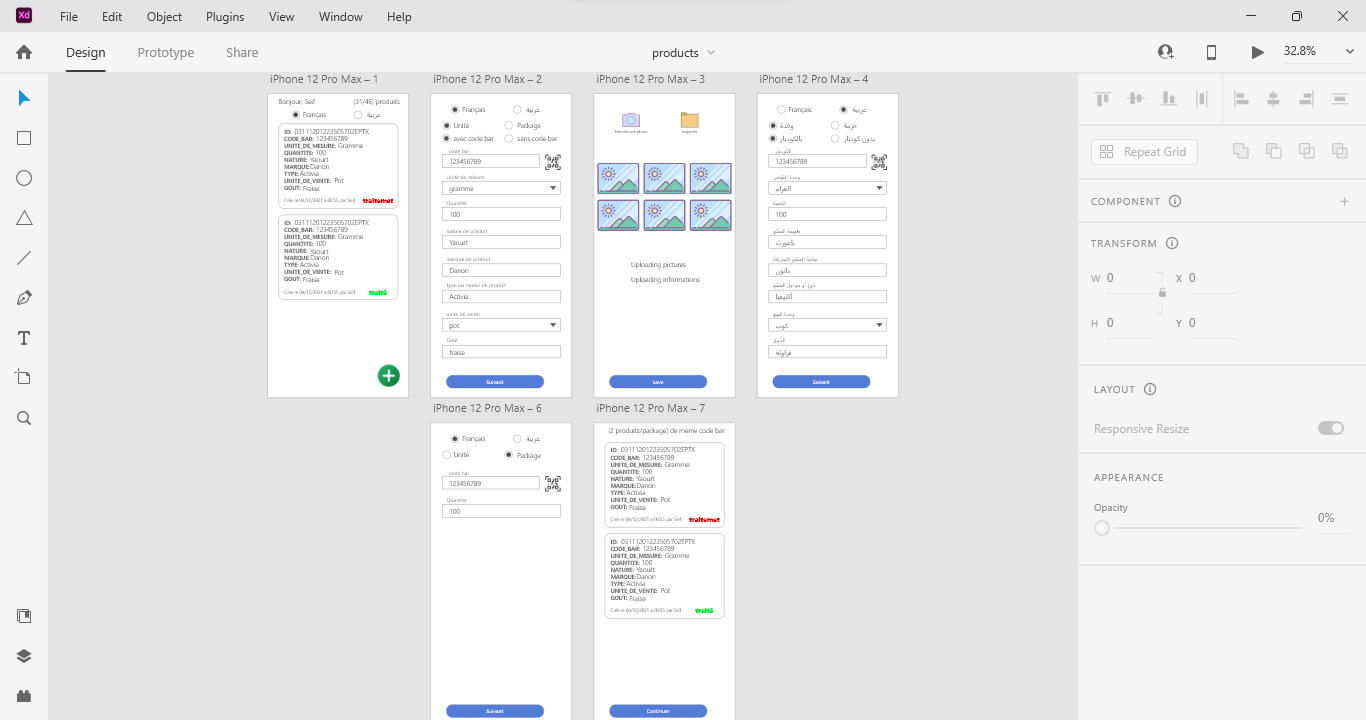 Xd File Edit Object Plugins View Window Help
Design Prototype Share
products
32.8%
iPhone 12 Pro Max – 1
Bonjour, Seif (31/46) produits
Français عربية
ID: 03111201223505702EPTK
CODE_BAR: 123456789
UNITE_DE_MESURE: Gramme
QUANTITE: 100
NATURE: Yaourt
MARQUE:Danon
TYPE: Activia
UNITE_DE_VENTE: Pot
GOUT: Fraise
Crée le 04/12/2021 a 00:55 par Seif traitemet
ID: 03111201223505702EPTK
CODE_BAR: 123456789
UNITE_DE_MESURE: Gramme
QUANTITE: 100
NATURE: Yaourt
MARQUE:Danon
TYPE: Activia
UNITE_DE_VENTE: Pot
GOUT: Fraise
Crée le 04/12/2021 a 00:55 par Seif traité
iPhone 12 Pro Max – 2
Français عربية
Unité Package
avec code bar sans code bar
code bar
123456789
Unité de mésure
gramme
Quantité
100
nature de produit
Yaourt
marque de produit
Danon
type ou model de produit
Activia
unite de vente
pot
Gout
fraise
Suivant
iPhone 12 Pro Max – 3
Prendre une photo
importer
Uploading pictures
Uploading informations
save
iPhone 12 Pro Max – 4
Français عربية
وحدة حزمة
بالكودبار بدون كودبار
الكودبار
123456789
وحدة القياس
الغرام
الكمية
100
طبيعة المنتج
ياغورت
علامة المنتج (الماركة)
دانون
نوع أو موديل المنتج
أكتيفيا
وحدة البيع
كوب
الذوق
فراولة
Suivant
iPhone 12 Pro Max – 6
Français عربية
Unité Package
code bar
123456789
Quantité
100
Suivant
iPhone 12 Pro Max – 7
(2 produits/package) de meme code bar
ID: 03111201223505702EPTK
CODE_BAR: 123456789
UNITE_DE_MESURE: Gramme
QUANTITE: 100
NATURE: Yaourt
MARQUE:Danon
TYPE: Activia
UNITE_DE_VENTE: Pot
GOUT: Fraise
Crée le 04/12/2021 a 00:55 par Seif traitemet
ID: 03111201223505702EPTK
CODE_BAR: 123456789
UNITE_DE_MESURE: Gramme
QUANTITE: 100
NATURE: Yaourt
MARQUE:Danon
TYPE: Activia
UNITE_DE_VENTE: Pot
GOUT: Fraise
Crée le 04/12/2021 a 00:55 par Seif traité
Continuer
Repeat Grid
COMPONENT
TRANSFORM
W 0 X 0
H 0 Y 0
LAYOUT
Responsive Resize
APPEARANCE
Opacity
0%